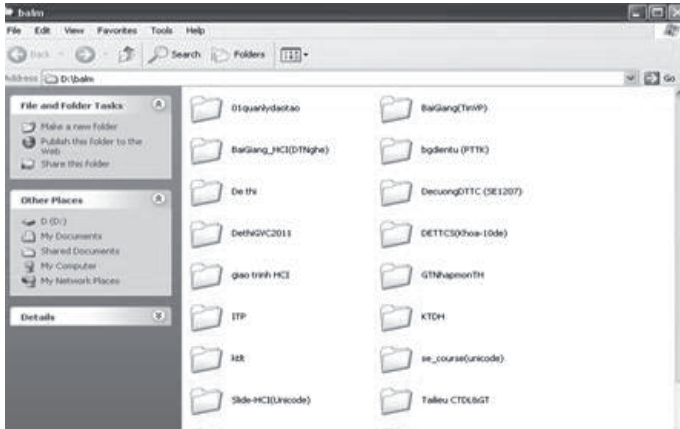 balm
File Edit View Favorites Tools Help
Back Search Folders
Address D:\balm Go
File and Folder Tasks
Make a new folder
Publish this folder to the
Web
Share this folder
Other Places
D (D:)
My Documents
Shared Documents
My Computer
My Network Places
Details
01quanlydaotao
BaiGiang(TinVP)
BaiGiang_HCI(DTNghe)
bgdientu (PTTK)
De thi
DecuongDTTC (SE1207)
DethiGVC2011
DETTCS(Khoa-10de)
giao trinh HCI
GTNhapmonTH
ITP
KTDH
ktlt
se_course(unicode)
Slide-HCI(Unicode)
Tailieu CTDL&GT